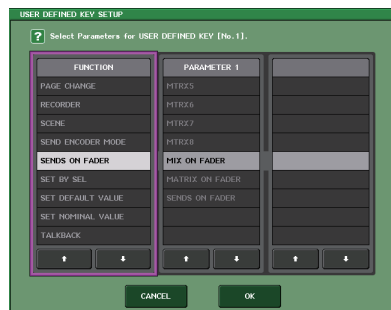 USER DEFINED KEY SETUP
? Select Parameters for USER DEFINED KEY [No.1].
FUNCTION
PAGE CHANGE
RECORDER
SCENE
SEND ENCODER MODE
SENDS ON FADER
SET BY SEL
SET DEFAULT VALUE
SET NOMINAL VALUE
TALKBACK
PARAMETER 1
MTRX5
MTRX6
MTRX7
MTRX8
MIX ON FADER
MATRIX ON FADER
SENDS ON FADER
CANCEL
OK